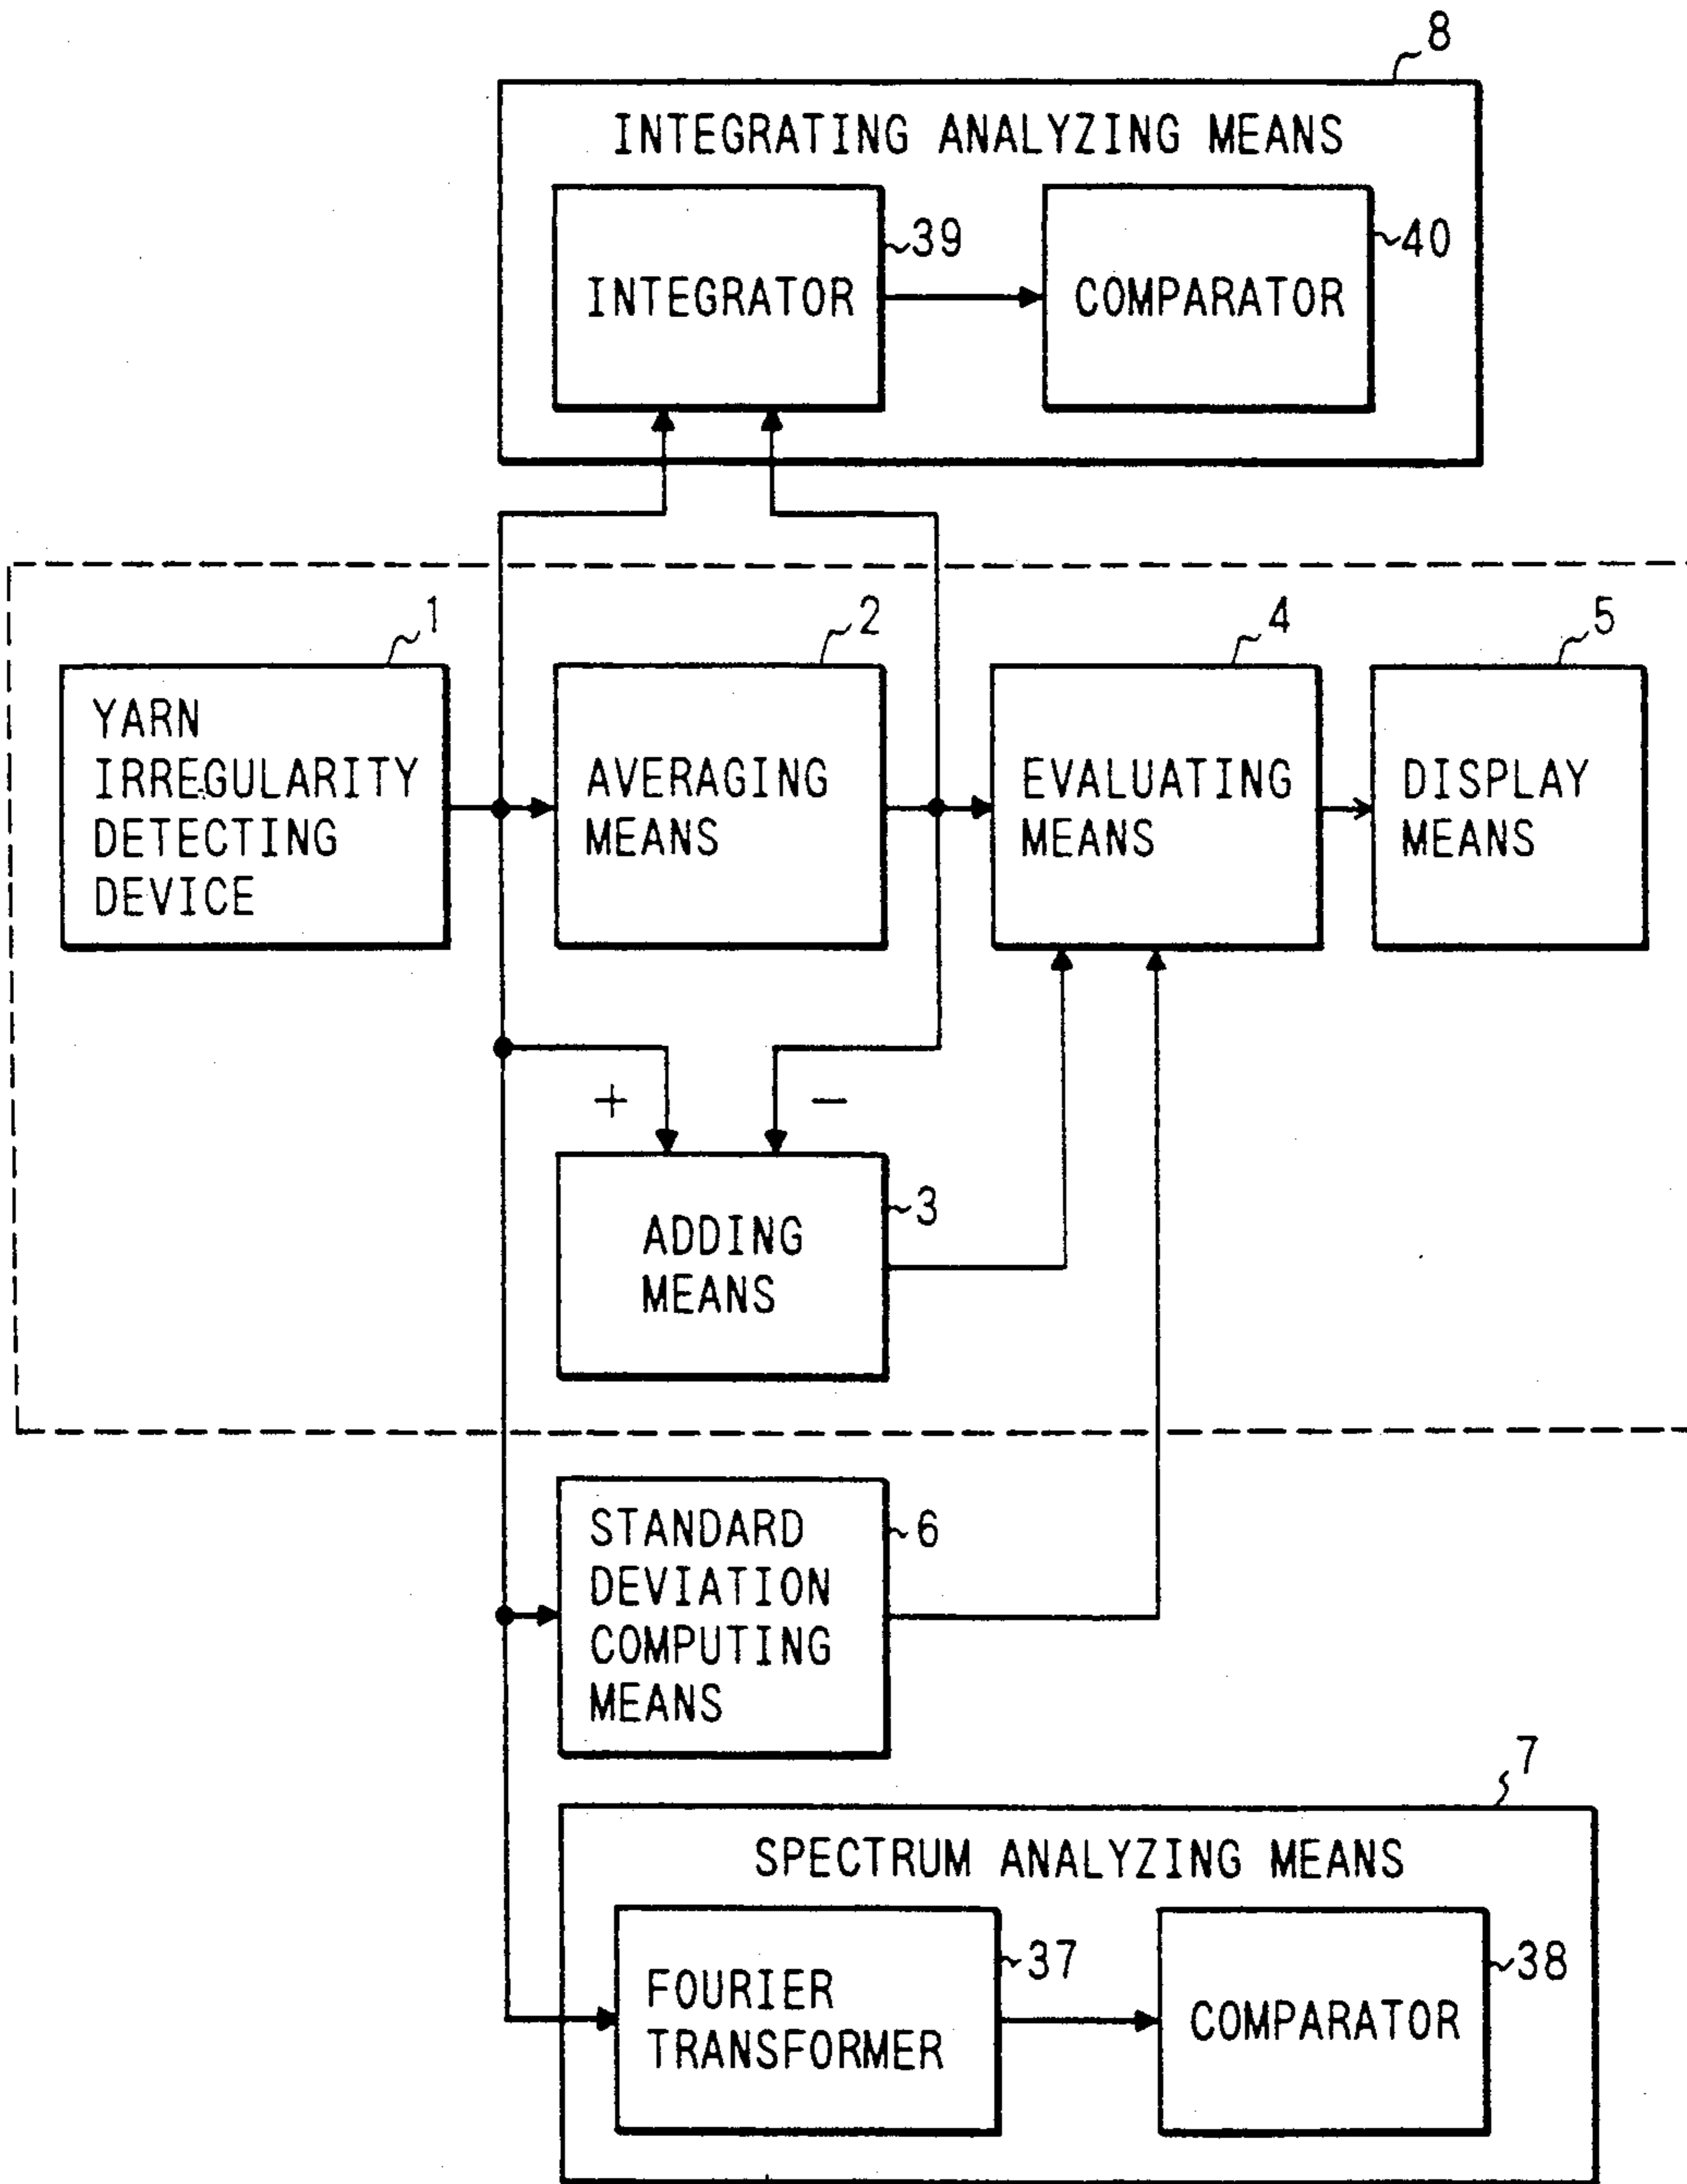 8
INTEGRATING ANALYZING MEANS
39
40
INTEGRATOR
COMPARATOR
1
2
4
5
YARN
IRREGULARITY
DETECTING
DEVICE
AVERAGING
MEANS
EVALUATING
MEANS
DISPLAY
MEANS
+
−
3
ADDING
MEANS
6
STANDARD
DEVIATION
COMPUTING
MEANS
7
SPECTRUM ANALYZING MEANS
37
38
FOURIER
TRANSFORMER
COMPARATOR